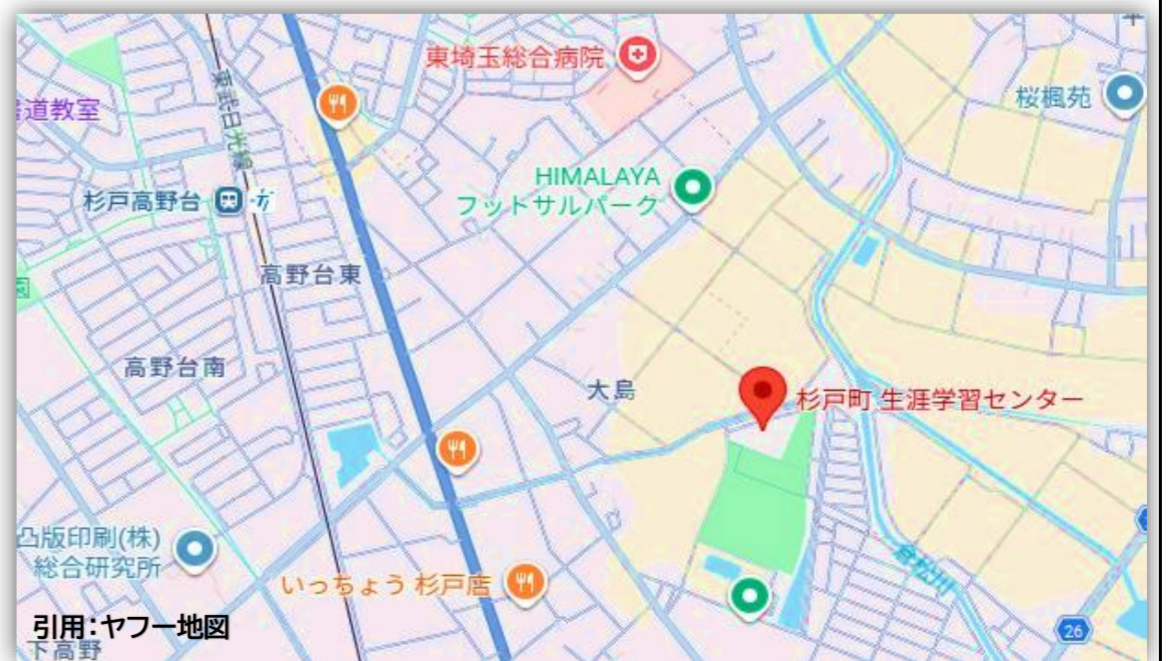 東埼玉総合病院
桜楓苑
道教室
東武日光線
HIMALAYA
フットサルパーク
杉戸高野台
高野台東
高野台南
大島
杉戸町 生涯学習センター
凸版印刷(株)
総合研究所
いっちょう 杉戸店
倉松川
引用：ヤフー地図
26
下高野